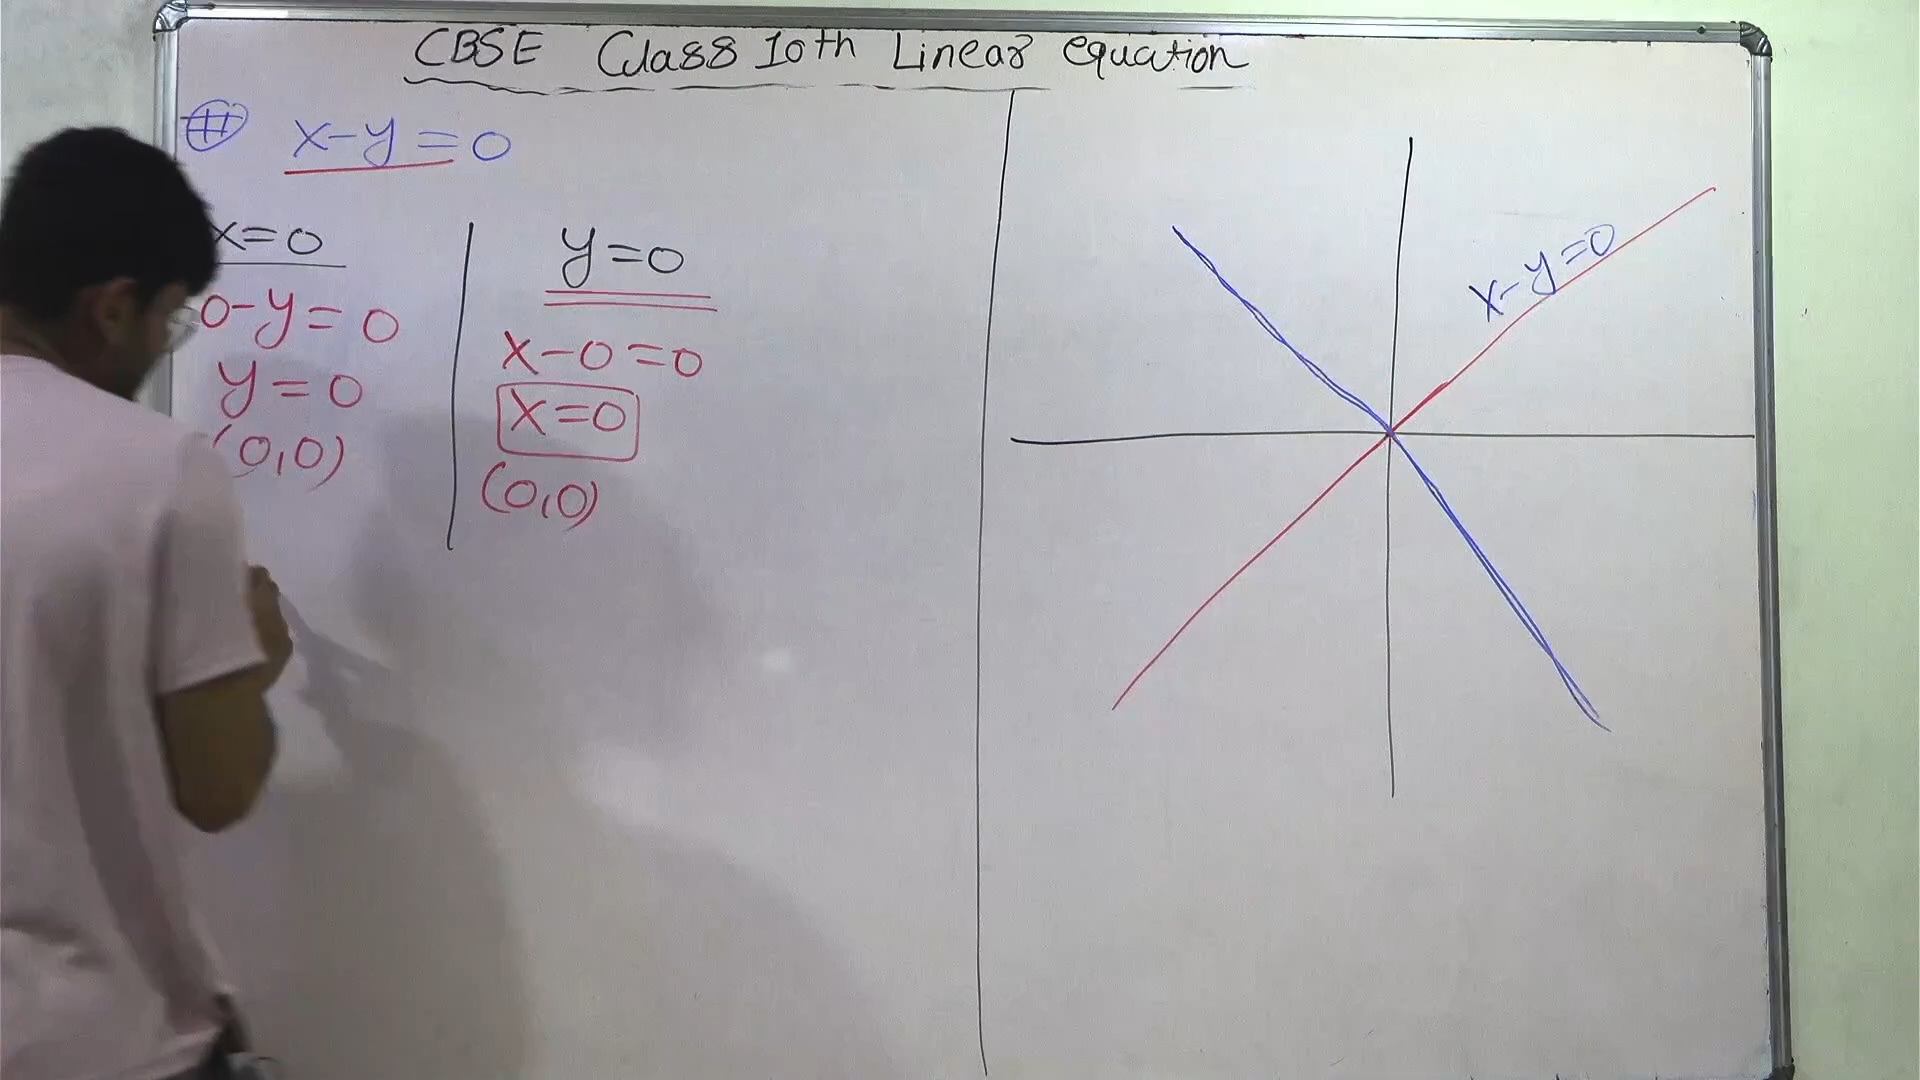 CBSE Class 10th Linear equation
# x-y=0
x=0
0-y=0
y=0
(0,0)
y=0
x-0=0
x=0
(0,0)
x-y=0